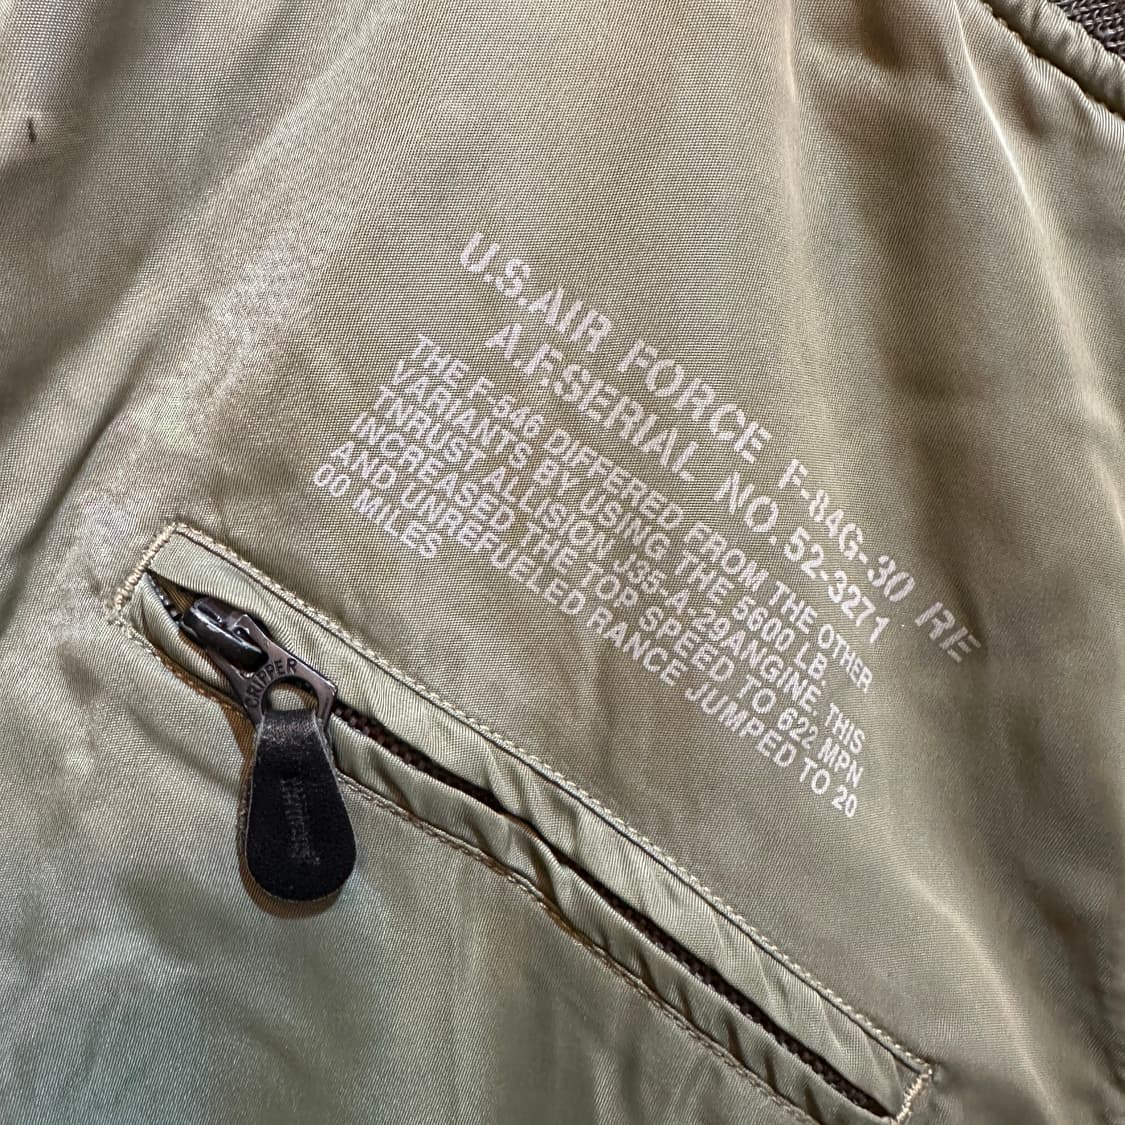 U.S.AIR FORCE F-84G-30 /RE
A.F.SERIAL NO. 52-3271
THE F-546 DIFFERED FROM THE OTHER
VARIANTS BY USING THE 5600 LB.
TNRUST ALLISION J35-A-29ANGINE, THIS
INCREASED THE TOP SPEED TO 622 MPN
AND UNREFUELED RANCE JUMPED TO 20
00 MILES
GRIPPER